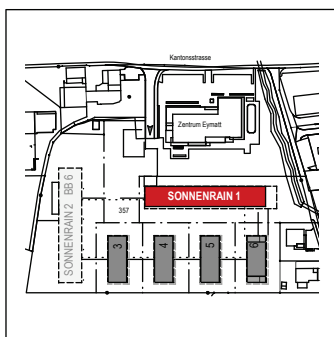 Kantonsstrasse
Zentrum Eymatt
SONNENRAIN 1
SONNENRAIN 2 BB 6
357
3
4
5
6